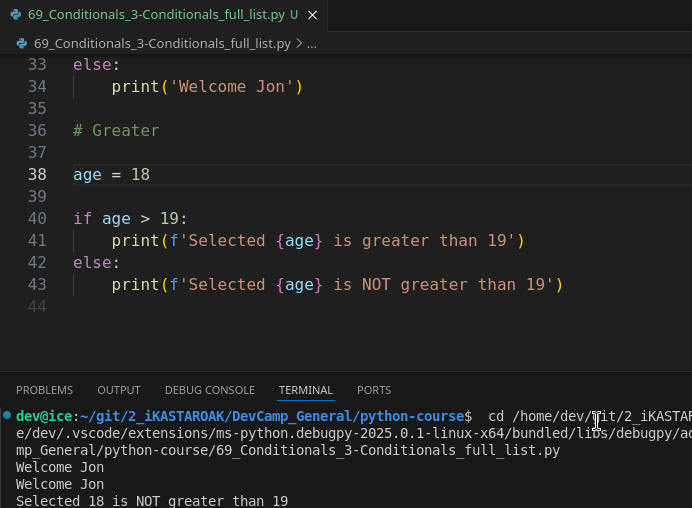 69_Conditionals_3-Conditionals_full_list.py U
69_Conditionals_3-Conditionals_full_list.py > ...
33 else:
34     print('Welcome Jon')
35
36 # Greater
37
38 age = 18
39
40 if age > 19:
41     print(f'Selected {age} is greater than 19')
42 else:
43     print(f'Selected {age} is NOT greater than 19')
44
PROBLEMS OUTPUT DEBUG CONSOLE TERMINAL PORTS
dev@ice:~/git/2_iKASTAROAK/DevCamp_General/python-course$  cd /home/dev/git/2_iKASTAR
e/dev/.vscode/extensions/ms-python.debugpy-2025.0.1-linux-x64/bundled/libs/debugpy/ad
mp_General/python-course/69_Conditionals_3-Conditionals_full_list.py
Welcome Jon
Welcome Jon
Selected 18 is NOT greater than 19